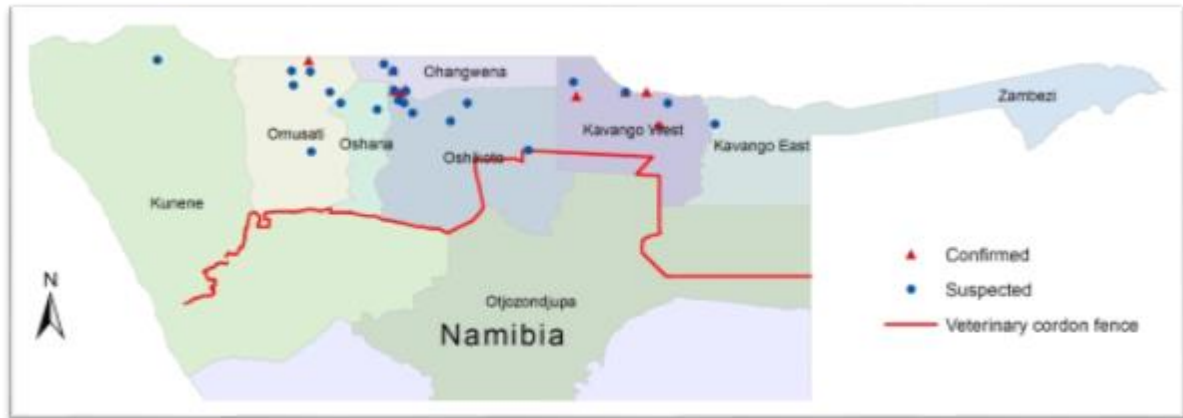 Ohangwena
Zambezi
Omusati
Oshana
Kavango West
Kavango East
Oshikoto
Kunene
N
Otjozondjupa
Namibia
Confirmed
Suspected
Veterinary cordon fence